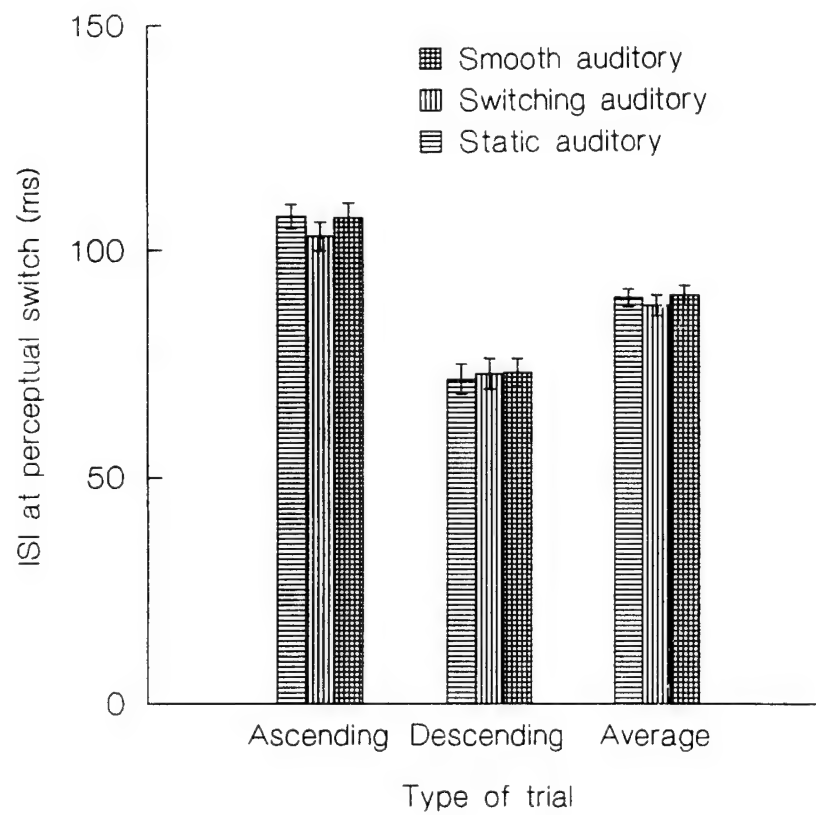 150
Smooth auditory
Switching auditory
Static auditory
ISI at perceptual switch (ms)
100
50
0
Ascending Descending Average
Type of trial